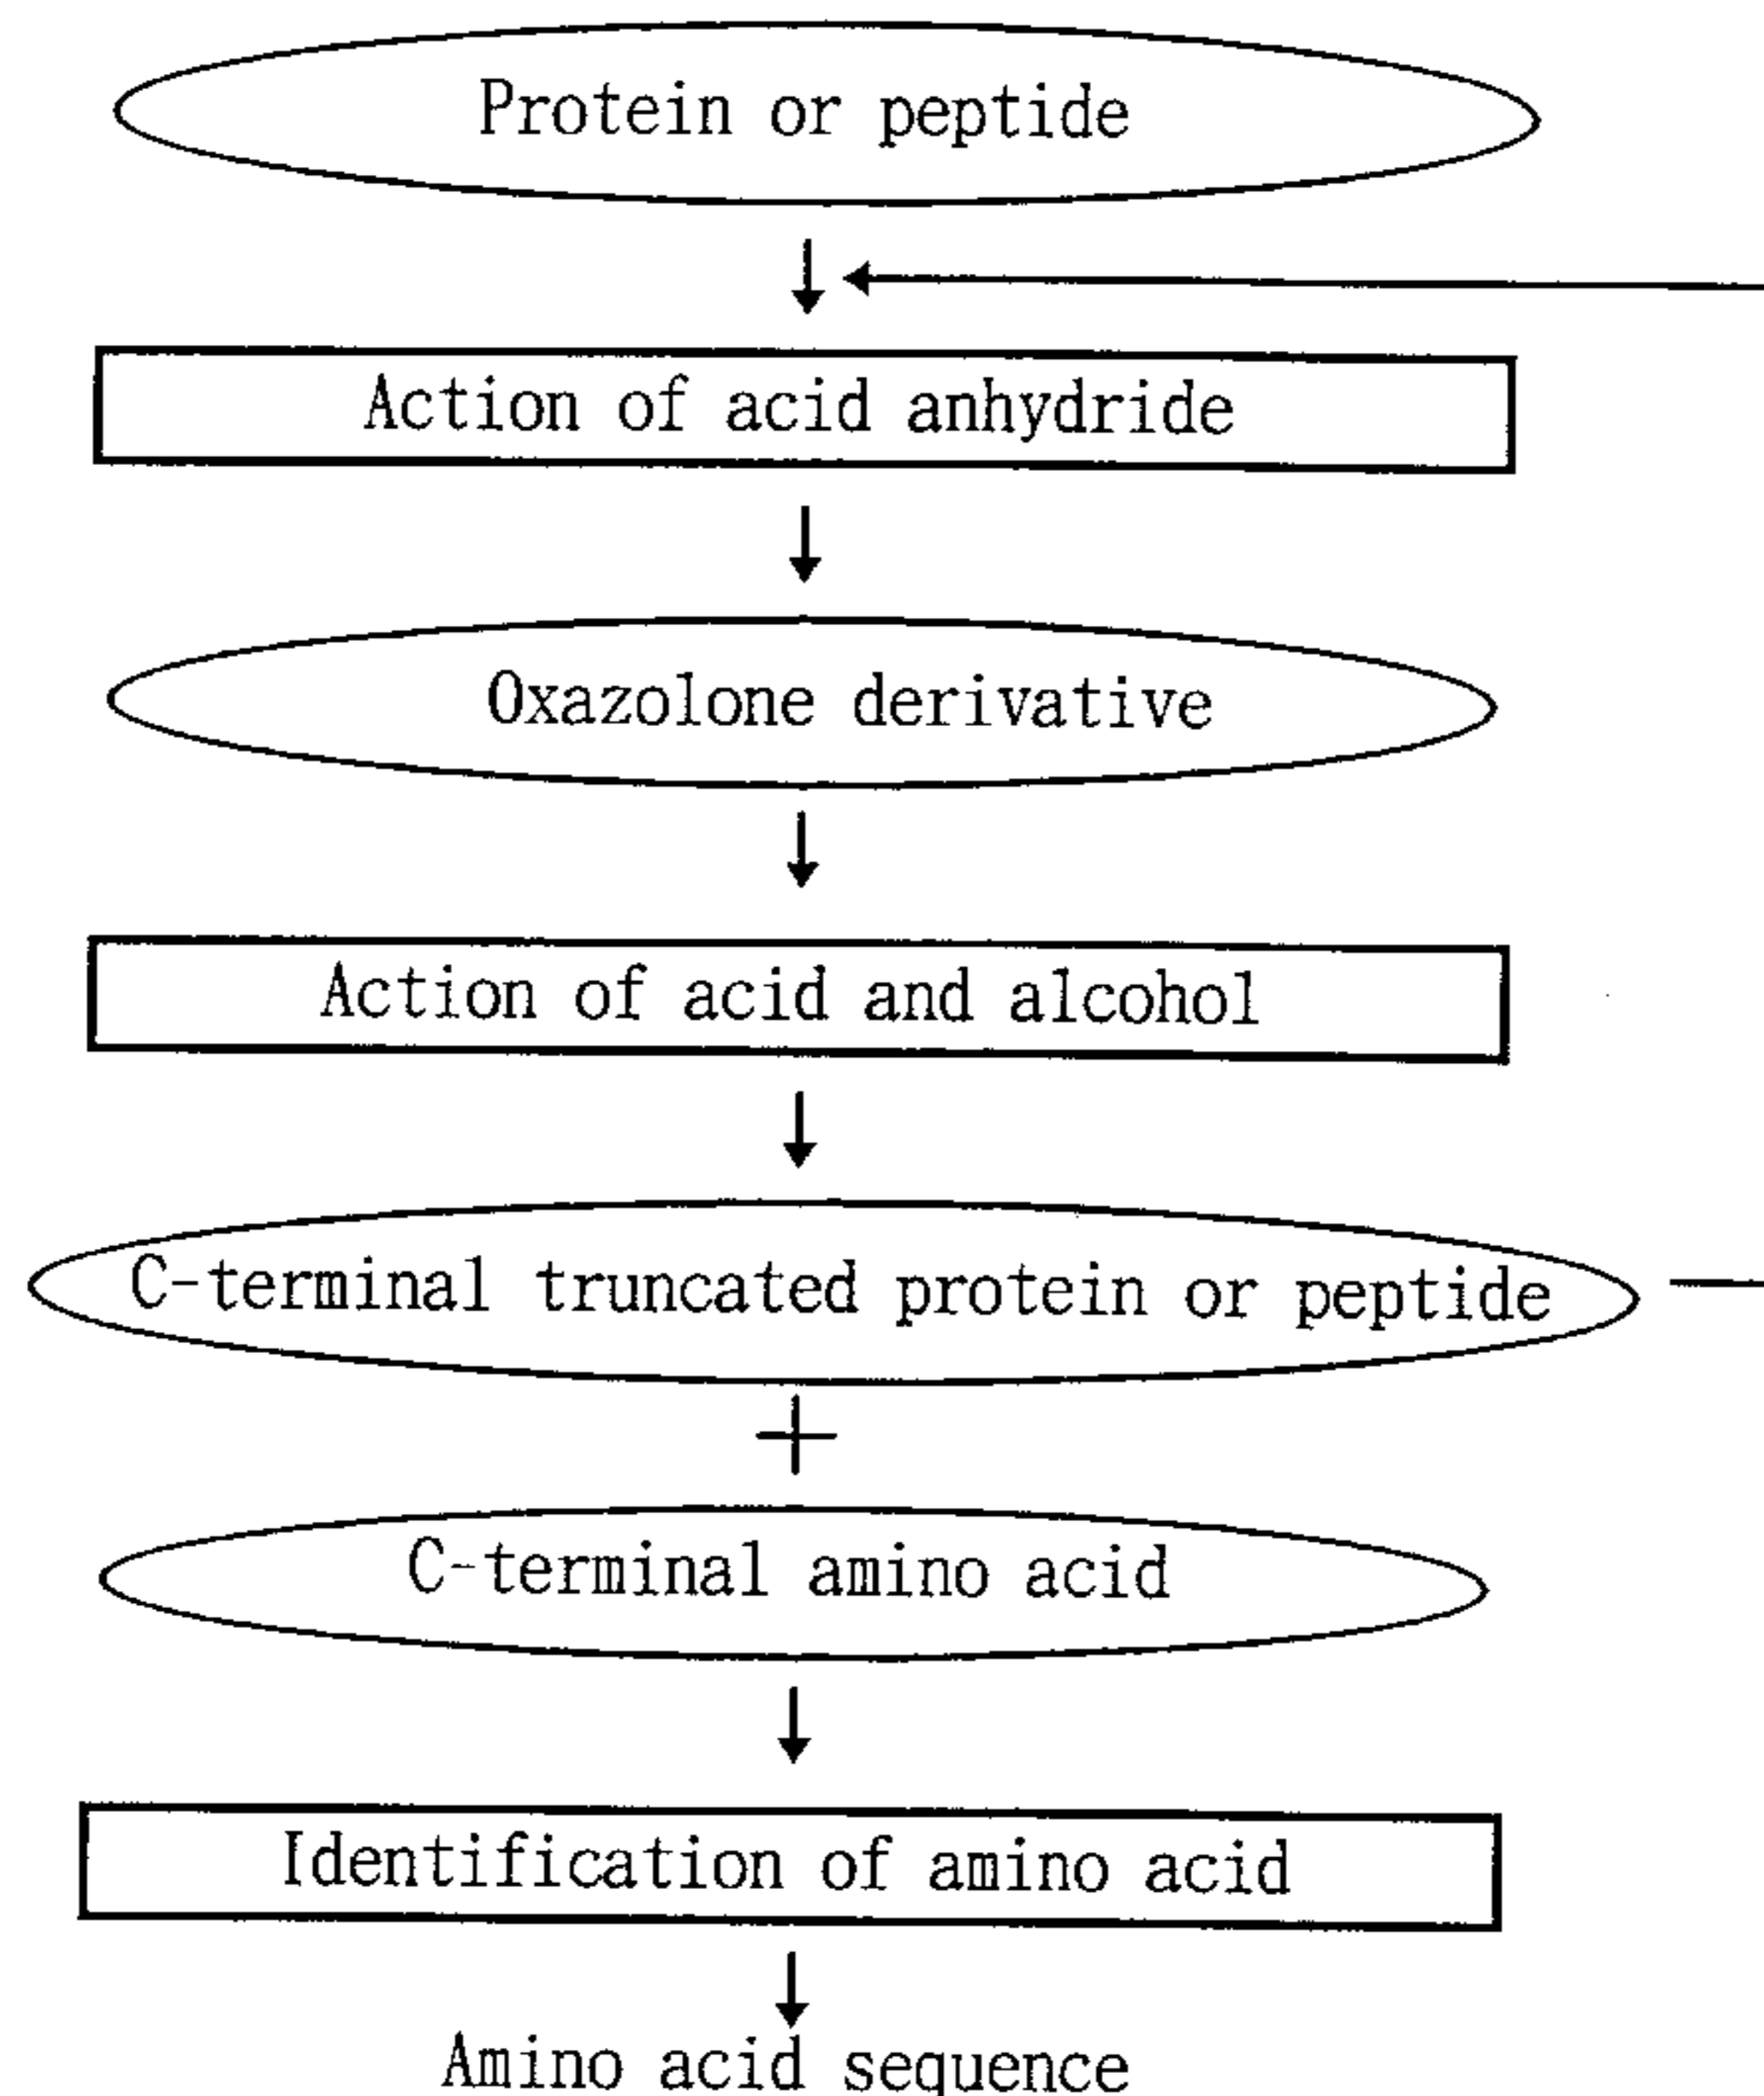 Protein or peptide
Action of acid anhydride
Oxazolone derivative
Action of acid and alcohol
C-terminal truncated protein or peptide
+
C-terminal amino acid
Identification of amino acid
Amino acid sequence